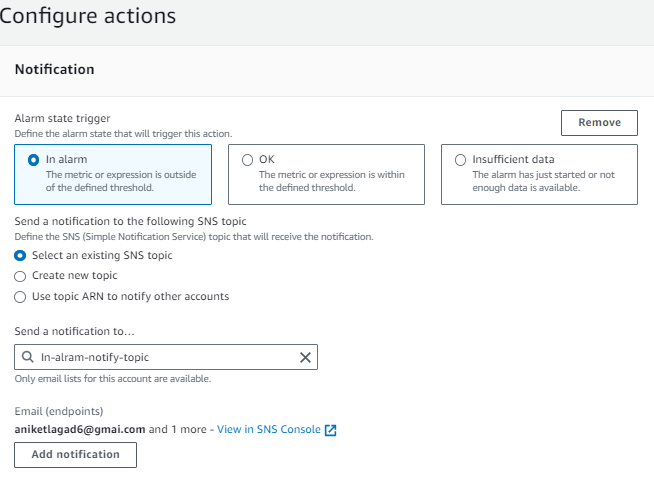 Configure actions
Notification
Alarm state trigger
Define the alarm state that will trigger this action.
Remove
In alarm
The metric or expression is outside
of the defined threshold.
OK
The metric or expression is within
the defined threshold.
Insufficient data
The alarm has just started or not
enough data is available.
Send a notification to the following SNS topic
Define the SNS (Simple Notification Service) topic that will receive the notification.
Select an existing SNS topic
Create new topic
Use topic ARN to notify other accounts
Send a notification to…
In-alram-notify-topic
Only email lists for this account are available.
Email (endpoints)
aniketlagad6@gmai.com and 1 more - View in SNS Console
Add notification